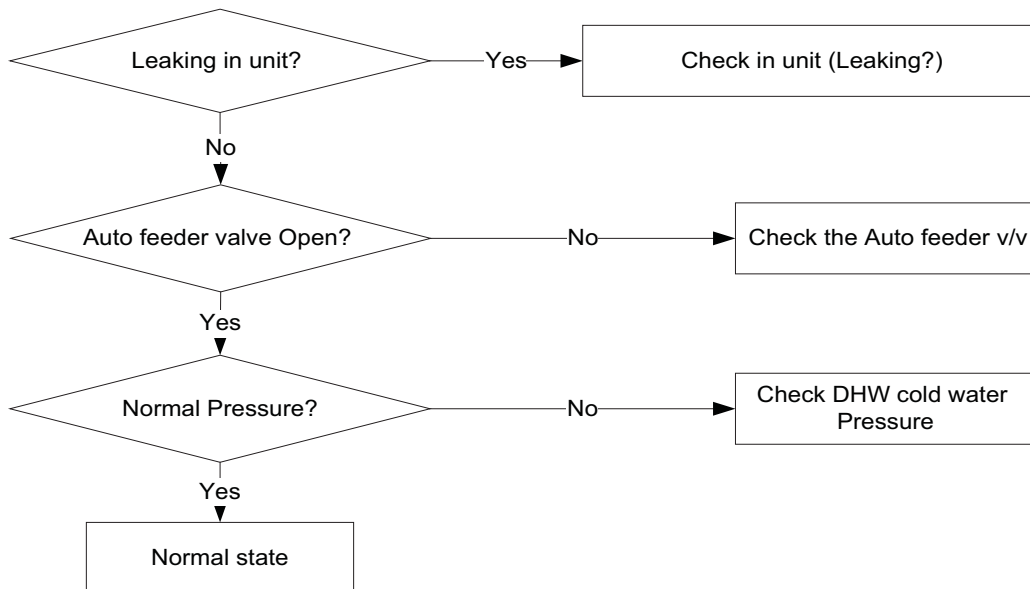 Leaking in unit?
Yes
Check in unit (Leaking?)
No
Auto feeder valve Open?
No
Check the Auto feeder v/v
Yes
Normal Pressure?
No
Check DHW cold water
Pressure
Yes
Normal state